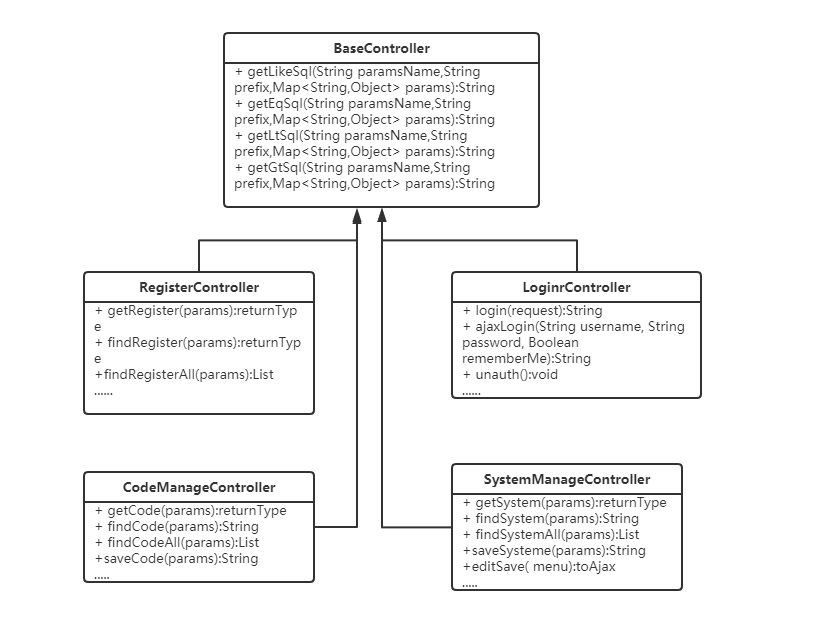 BaseController
+ getLikeSql(String paramsName,String
prefix,Map<String,Object> params):String
+ getEqSql(String paramsName,String
prefix,Map<String,Object> params):String
+ getLtSql(String paramsName,String
prefix,Map<String,Object> params):String
+ getGtSql(String paramsName,String
prefix,Map<String,Object> params):String
RegisterController
+ getRegister(params):returnTyp
e
+ findRegister(params):returnTyp
e
+findRegisterAll(params):List
......
LoginrController
+ login(request):String
+ ajaxLogin(String username, String
password, Boolean
rememberMe):String
+ unauth():void
......
CodeManageController
+ getCode(params):returnType
+ findCode(params):String
+ findCodeAll(params):List
+saveCode(params):String
.....
SystemManageController
+ getSystem(params):returnType
+ findSystem(params):String
+ findSystemAll(params):List
+saveSysteme(params):String
+editSave( menu):toAjax
.....